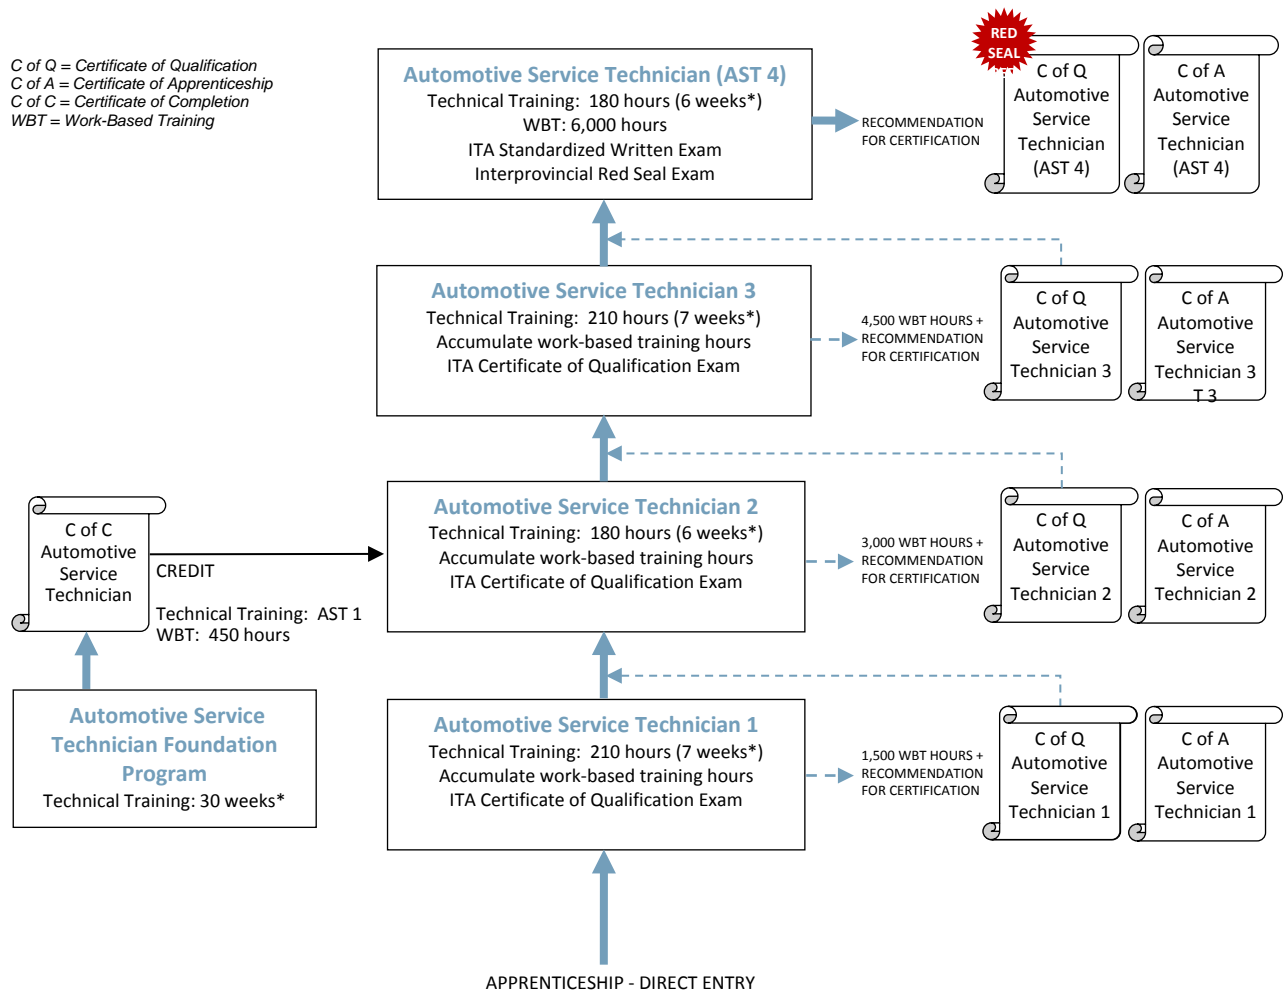 C of Q = Certificate of Qualification
C of A = Certificate of Apprenticeship
C of C = Certificate of Completion
WBT = Work-Based Training
Automotive Service Technician (AST 4)
Technical Training: 180 hours (6 weeks*)
WBT: 6,000 hours
ITA Standardized Written Exam
Interprovincial Red Seal Exam
RECOMMENDATION
FOR CERTIFICATION
RED
SEAL
C of Q
Automotive
Service
Technician
(AST 4)
C of A
Automotive
Service
Technician
(AST 4)
Automotive Service Technician 3
Technical Training: 210 hours (7 weeks*)
Accumulate work-based training hours
ITA Certificate of Qualification Exam
4,500 WBT HOURS +
RECOMMENDATION
FOR CERTIFICATION
C of Q
Automotive
Service
Technician 3
C of A
Automotive
Service
Technician 3
T 3
Automotive Service Technician 2
Technical Training: 180 hours (6 weeks*)
Accumulate work-based training hours
ITA Certificate of Qualification Exam
3,000 WBT HOURS +
RECOMMENDATION
FOR CERTIFICATION
C of Q
Automotive
Service
Technician 2
C of A
Automotive
Service
Technician 2
C of C
Automotive
Service
Technician
CREDIT
Technical Training: AST 1
WBT: 450 hours
Automotive Service
Technician Foundation
Program
Technical Training: 30 weeks*
Automotive Service Technician 1
Technical Training: 210 hours (7 weeks*)
Accumulate work-based training hours
ITA Certificate of Qualification Exam
1,500 WBT HOURS +
RECOMMENDATION
FOR CERTIFICATION
C of Q
Automotive
Service
Technician 1
C of A
Automotive
Service
Technician 1
APPRENTICESHIP - DIRECT ENTRY